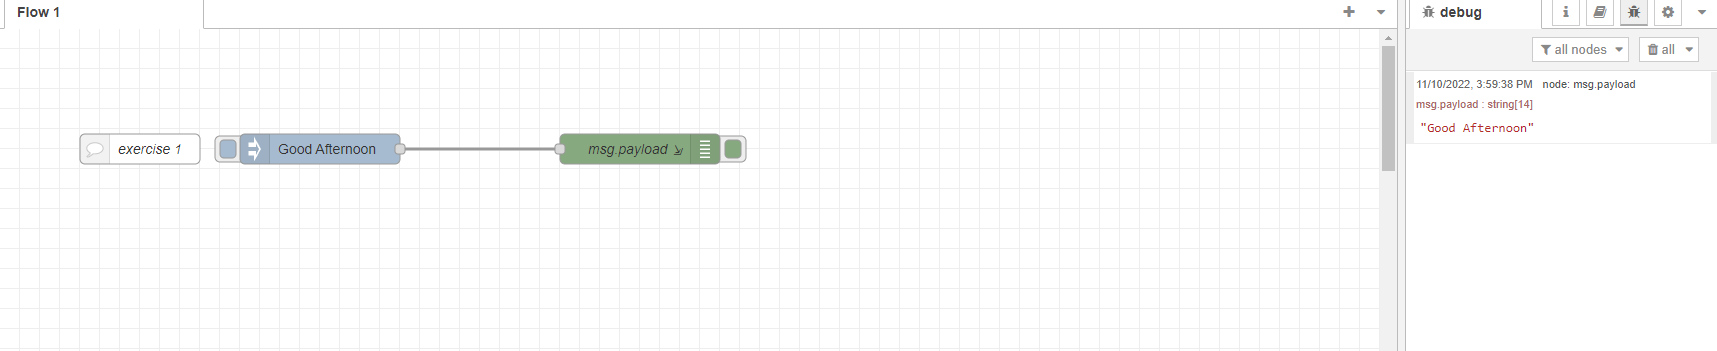 Flow 1
debug
all nodes
all
11/10/2022, 3:59:38 PM node: msg.payload
msg.payload : string[14]
"Good Afternoon"
exercise 1
Good Afternoon
msg.payload